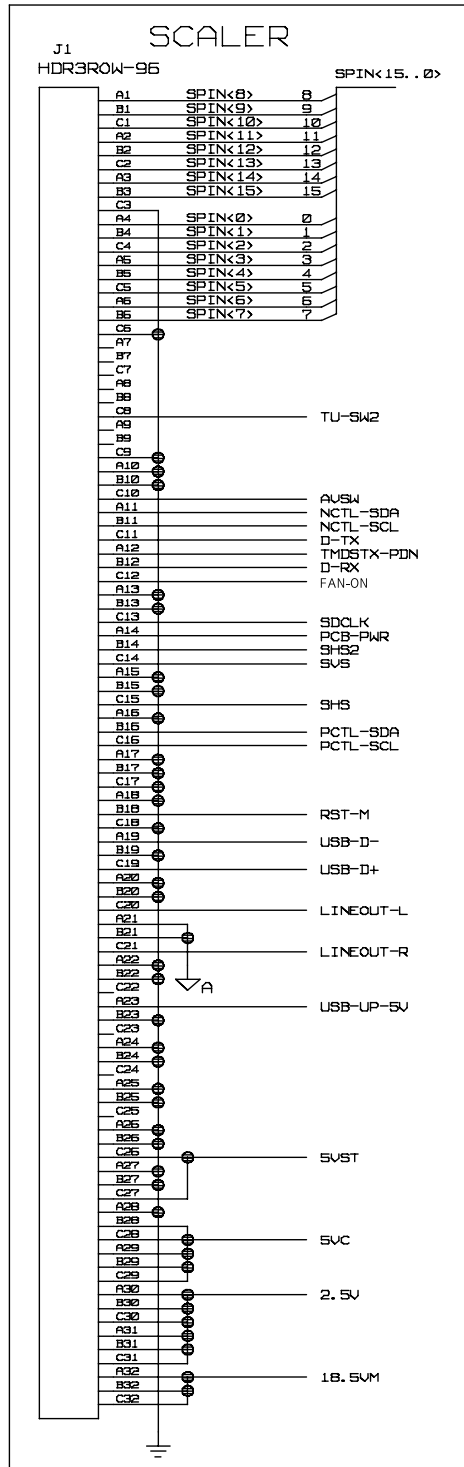 SCALER
J1
HDR3ROW-96
SPIN<15..0>
A1 SPIN<8> 8
B1 SPIN<9> 9
C1 SPIN<10> 10
A2 SPIN<11> 11
B2 SPIN<12> 12
C2 SPIN<13> 13
A3 SPIN<14> 14
B3 SPIN<15> 15
C3
A4 SPIN<0> 0
B4 SPIN<1> 1
C4 SPIN<2> 2
A5 SPIN<3> 3
B5 SPIN<4> 4
C5 SPIN<5> 5
A6 SPIN<6> 6
B6 SPIN<7> 7
C6
A7
B7
C7
A8
B8
C8 TU-SW2
A9
B9
C9
A10
B10
C10 AVSW
A11 NCTL-SDA
B11 NCTL-SCL
C11 D-TX
A12 TMDSTX-PDN
B12 D-RX
C12 FAN-ON
A13
B13
C13 SDCLK
A14 PCB-PWR
B14 SHS2
C14 SVS
A15
B15
C15 SHS
A16
B16 PCTL-SDA
C16 PCTL-SCL
A17
B17
C17
A18
B18 RST-M
C18
A19 USB-D-
B19
C19 USB-D+
A20
B20
C20 LINEOUT-L
A21
B21
C21 LINEOUT-R
A22
B22
C22
A
A23 USB-UP-5V
B23
C23
A24
B24
C24
A25
B25
C25
A26
B26
C26 5VST
A27
B27
C27
A28
B28
C28 5VC
A29
B29
C29
A30 2.5V
B30
C30
A31
B31
C31
A32 18.5VM
B32
C32